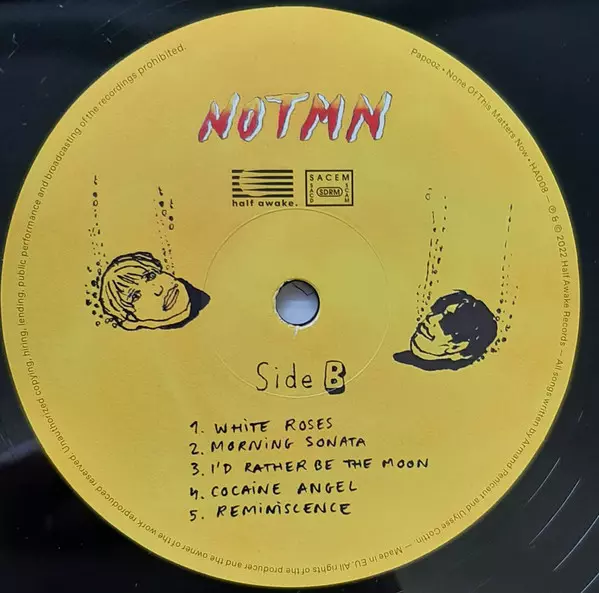 NOTMN
half awake.
SACEM
SACD
SDRM
SCAM
Side B
1. WHITE ROSES
2. MORNING SONATA
3. I'D RATHER BE THE MOON
4. COCAINE ANGEL
5. REMINISCENCE
Papooz • None Of This Matters Now • HAD08 — ℗ & © 2022 Half Awake Records — All songs written by Armand Penicaut and Ulysse Cottin — Made in EU. All rights of the producer and the owner of the work reproduced reserved. Unauthorized copying, hiring, lending, public performance and broadcasting of the recordings prohibited.